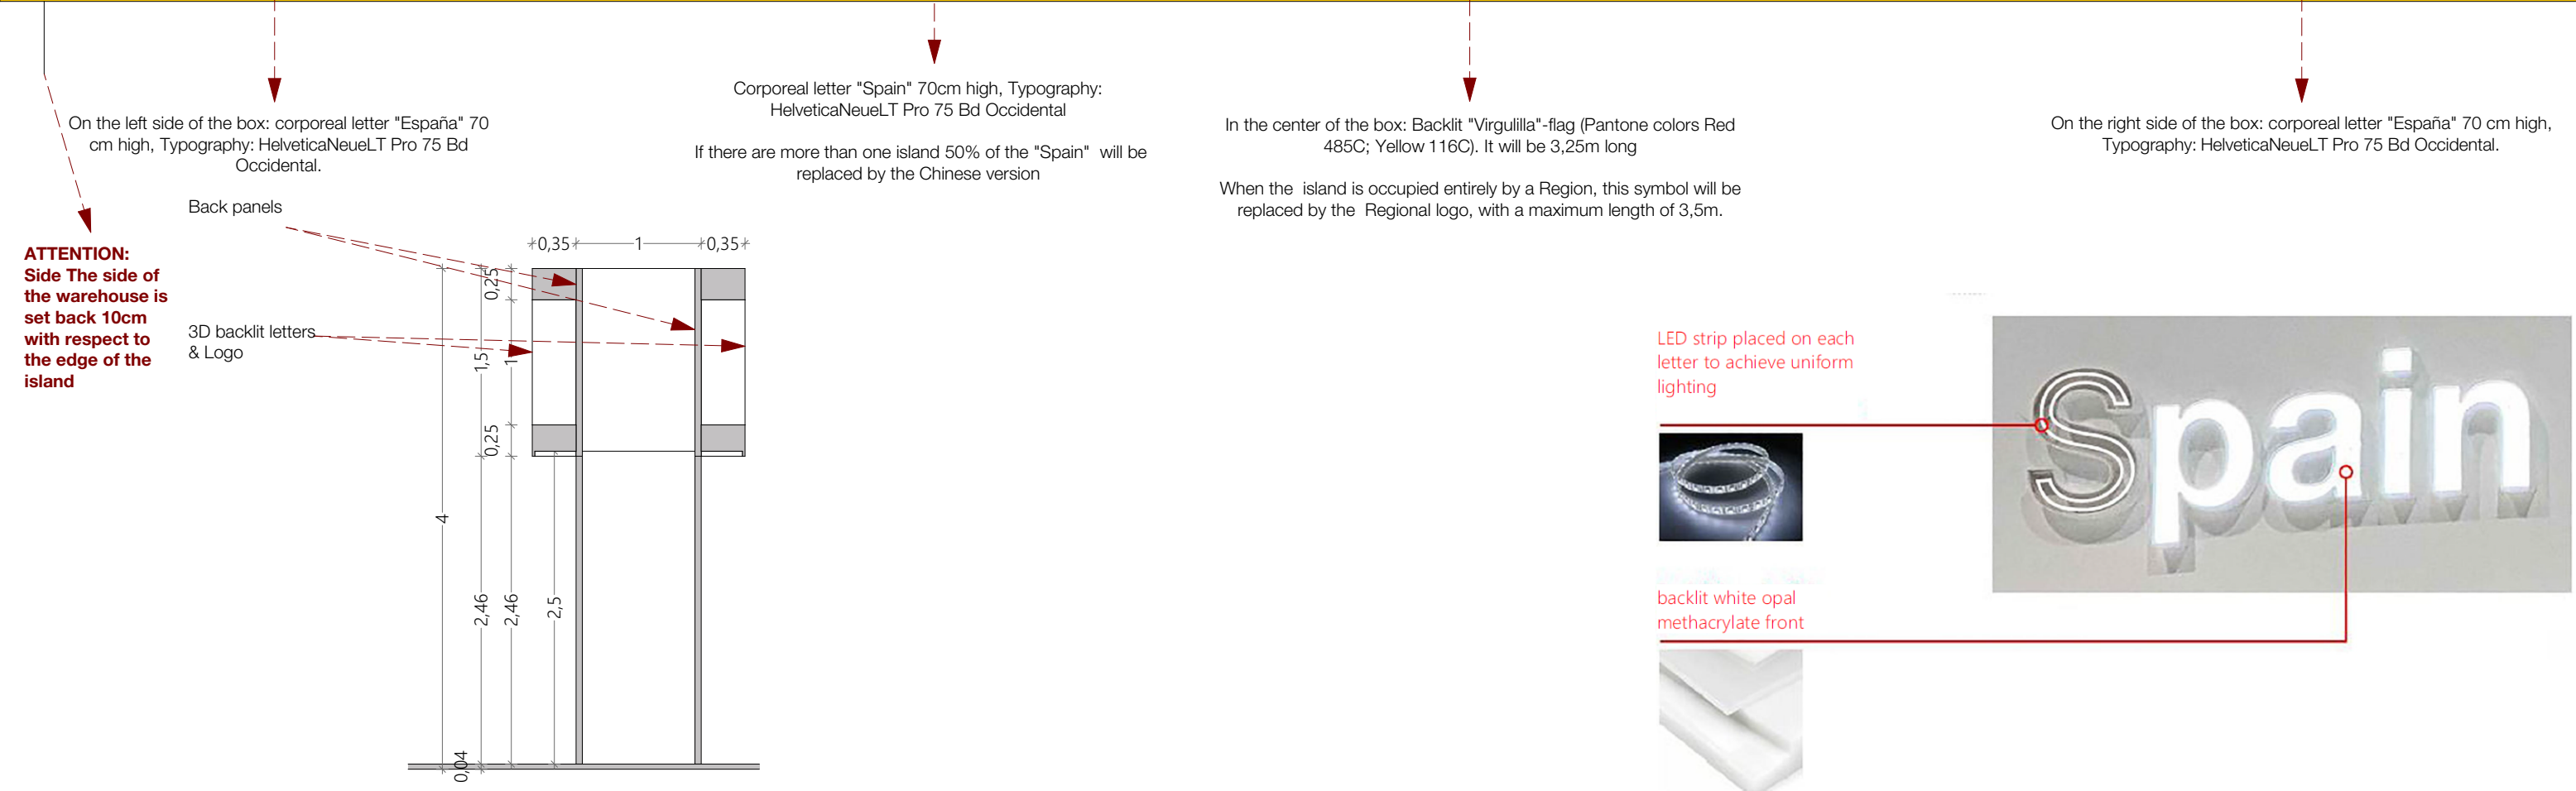 On the left side of the box: corporeal letter "España" 70
cm high, Typography: HelveticaNeueLT Pro 75 Bd
Occidental.
Corporeal letter "Spain" 70cm high, Typography:
HelveticaNeueLT Pro 75 Bd Occidental
If there are more than one island 50% of the "Spain" will be
replaced by the Chinese version
In the center of the box: Backlit "Virgulilla"-flag (Pantone colors Red
485C; Yellow 116C). It will be 3,25m long
When the island is occupied entirely by a Region, this symbol will be
replaced by the Regional logo, with a maximum length of 3,5m.
On the right side of the box: corporeal letter "España" 70 cm high,
Typography: HelveticaNeueLT Pro 75 Bd Occidental.
Back panels
ATTENTION:
Side The side of
the warehouse is
set back 10cm
with respect to
the edge of the
island
3D backlit letters
& Logo
0,35
1
0,35
0,25
1,5
1
0,25
4
2,46
2,46
2,5
0,04
LED strip placed on each
letter to achieve uniform
lighting
Spain
backlit white opal
methacrylate front